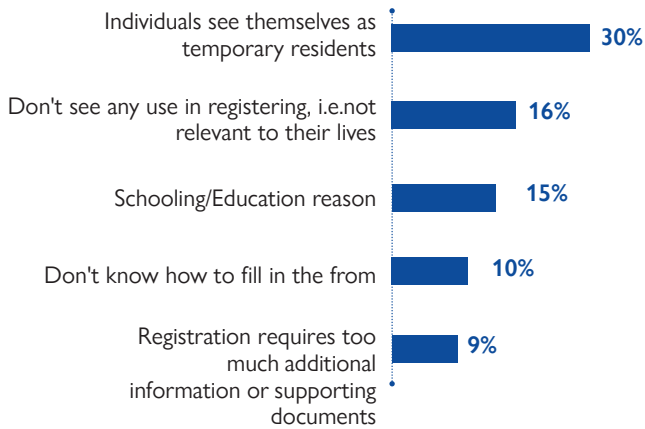 Individuals see themselves as
temporary residents
30%
Don't see any use in registering, i.e.not
relevant to their lives
16%
Schooling/Education reason
15%
Don't know how to fill in the from
10%
Registration requires too
much additional
information or supporting
documents
9%